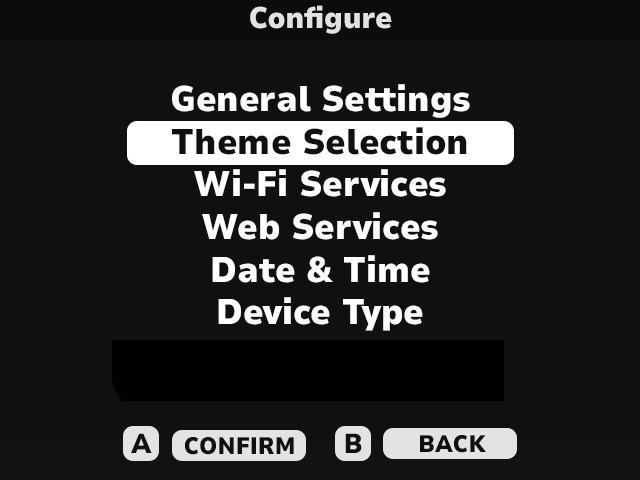 Configure
General Settings
Theme Selection
Wi-Fi Services
Web Services
Date & Time
Device Type
A CONFIRM B BACK